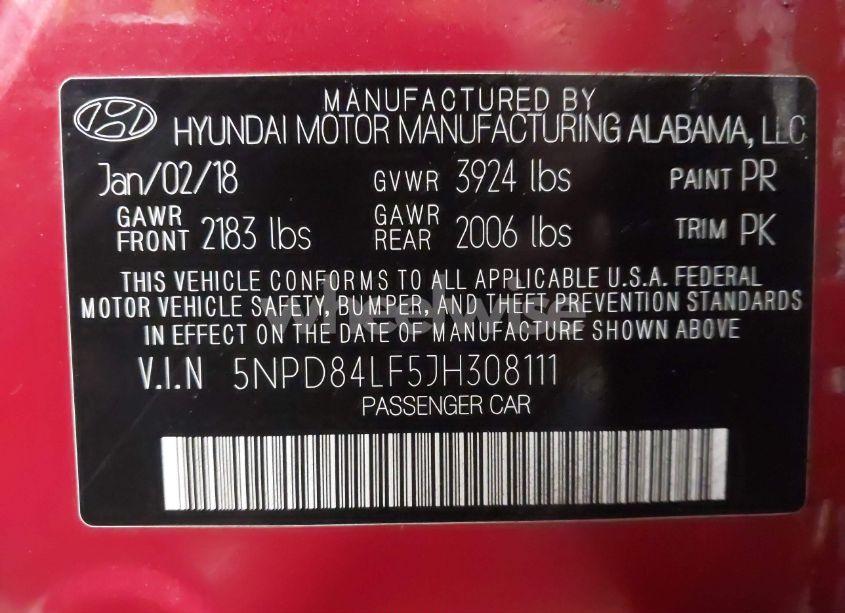 MANUFACTURED BY
HYUNDAI MOTOR MANUFACTURING ALABAMA, LLC
Jan/02/18 GVWR 3924 lbs PAINT PR
GAWR FRONT 2183 lbs GAWR REAR 2006 lbs TRIM PK
THIS VEHICLE CONFORMS TO ALL APPLICABLE U.S.A. FEDERAL
MOTOR VEHICLE SAFETY, BUMPER, AND THEFT PREVENTION STANDARDS
IN EFFECT ON THE DATE OF MANUFACTURE SHOWN ABOVE
V.I.N 5NPD84LF5JH308111
PASSENGER CAR
wheelwise